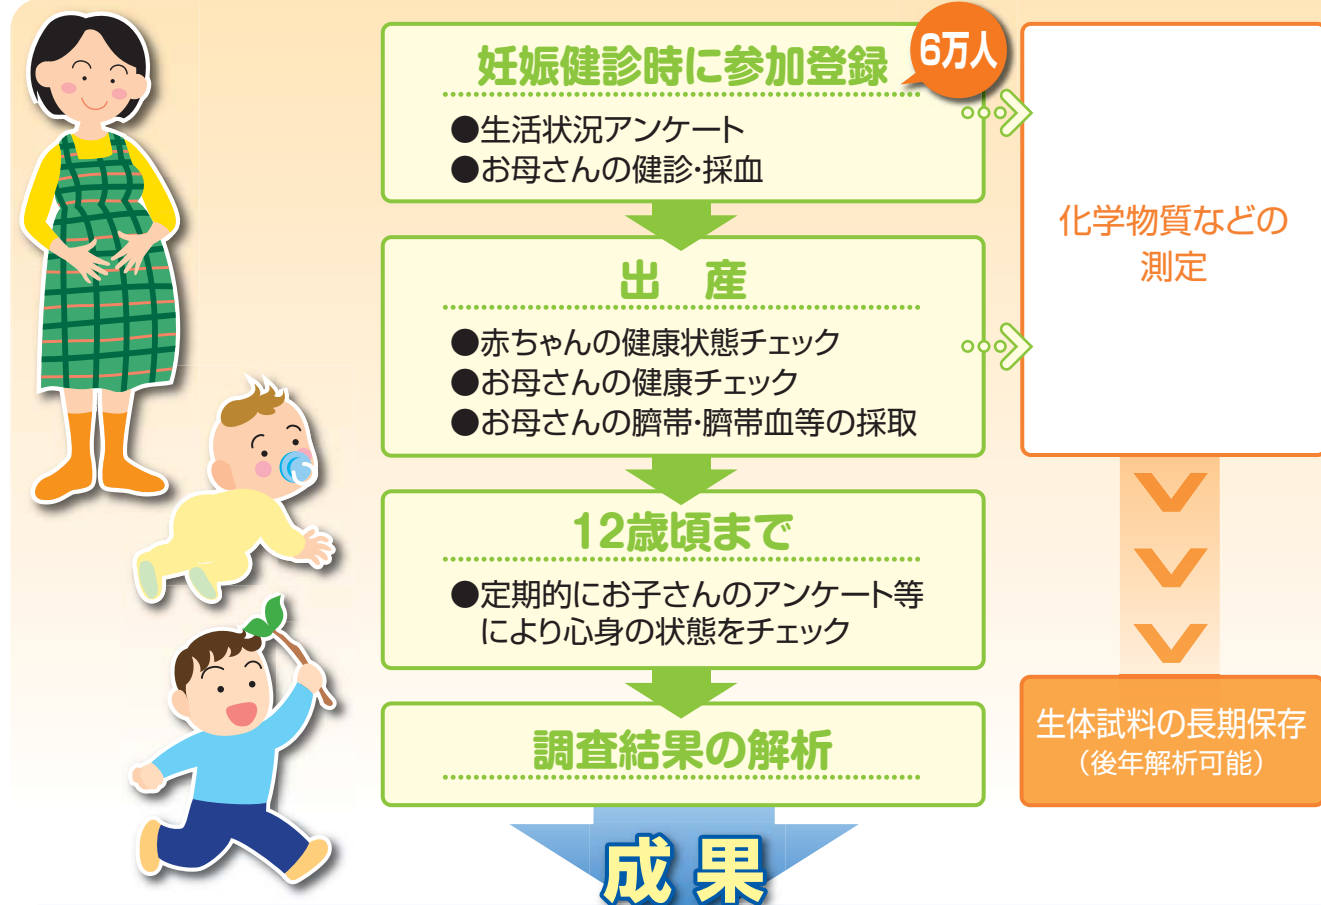 妊娠健診時に参加登録
6万人
●生活状況アンケート
●お母さんの健診・採血
出 産
●赤ちゃんの健康状態チェック
●お母さんの健康チェック
●お母さんの臍帯・臍帯血等の採取
12歳頃まで
●定期的にお子さんのアンケート等
により心身の状態をチェック
調査結果の解析
成 果
化学物質などの
測定
生体試料の長期保存
（後年解析可能）